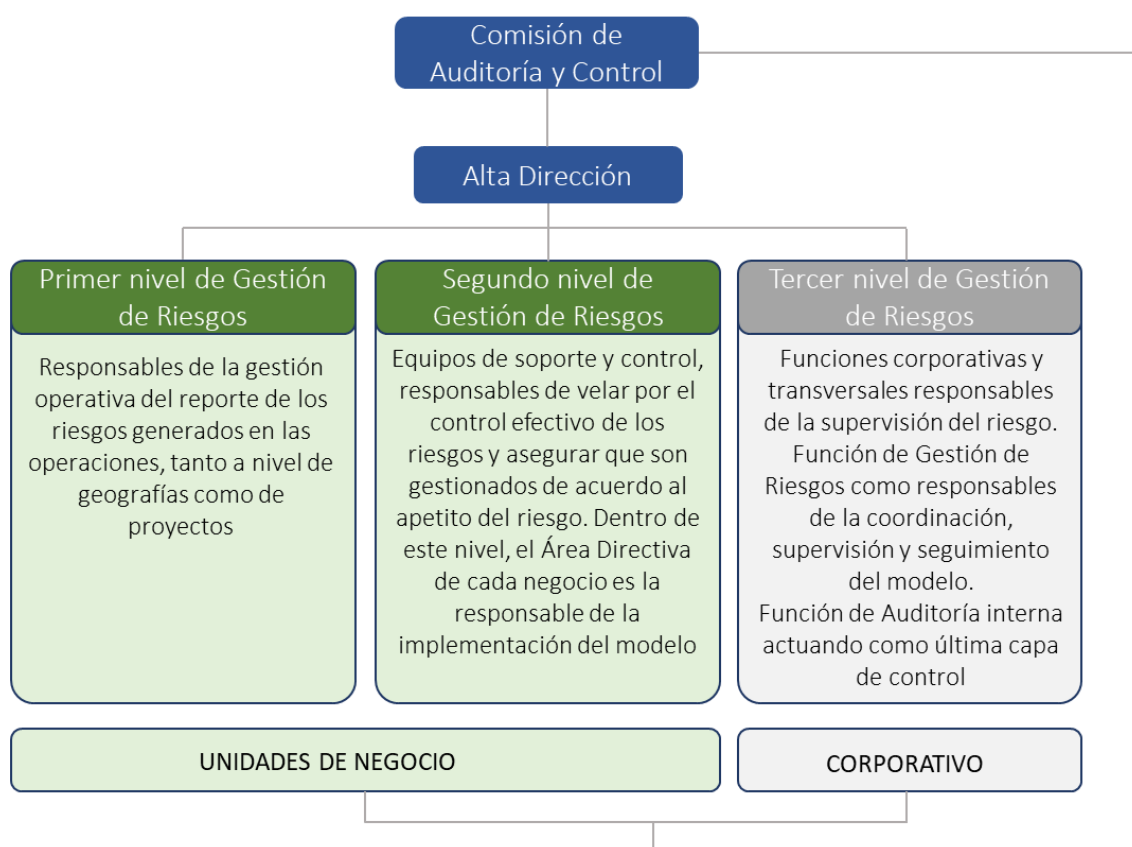 Comisión de
Auditoría y Control
Alta Dirección
Primer nivel de Gestión
de Riesgos
Responsables de la gestión
operativa del reporte de los
riesgos generados en las
operaciones, tanto a nivel de
geografías como de
proyectos
Segundo nivel de
Gestión de Riesgos
Equipos de soporte y control,
responsables de velar por el
control efectivo de los
riesgos y asegurar que son
gestionados de acuerdo al
apetito del riesgo. Dentro de
este nivel, el Área Directiva
de cada negocio es la
responsable de la
implementación del modelo
Tercer nivel de Gestión
de Riesgos
Funciones corporativas y
transversales responsables
de la supervisión del riesgo.
Función de Gestión de
Riesgos como responsables
de la coordinación,
supervisión y seguimiento
del modelo.
Función de Auditoría interna
actuando como última capa
de control
UNIDADES DE NEGOCIO
CORPORATIVO